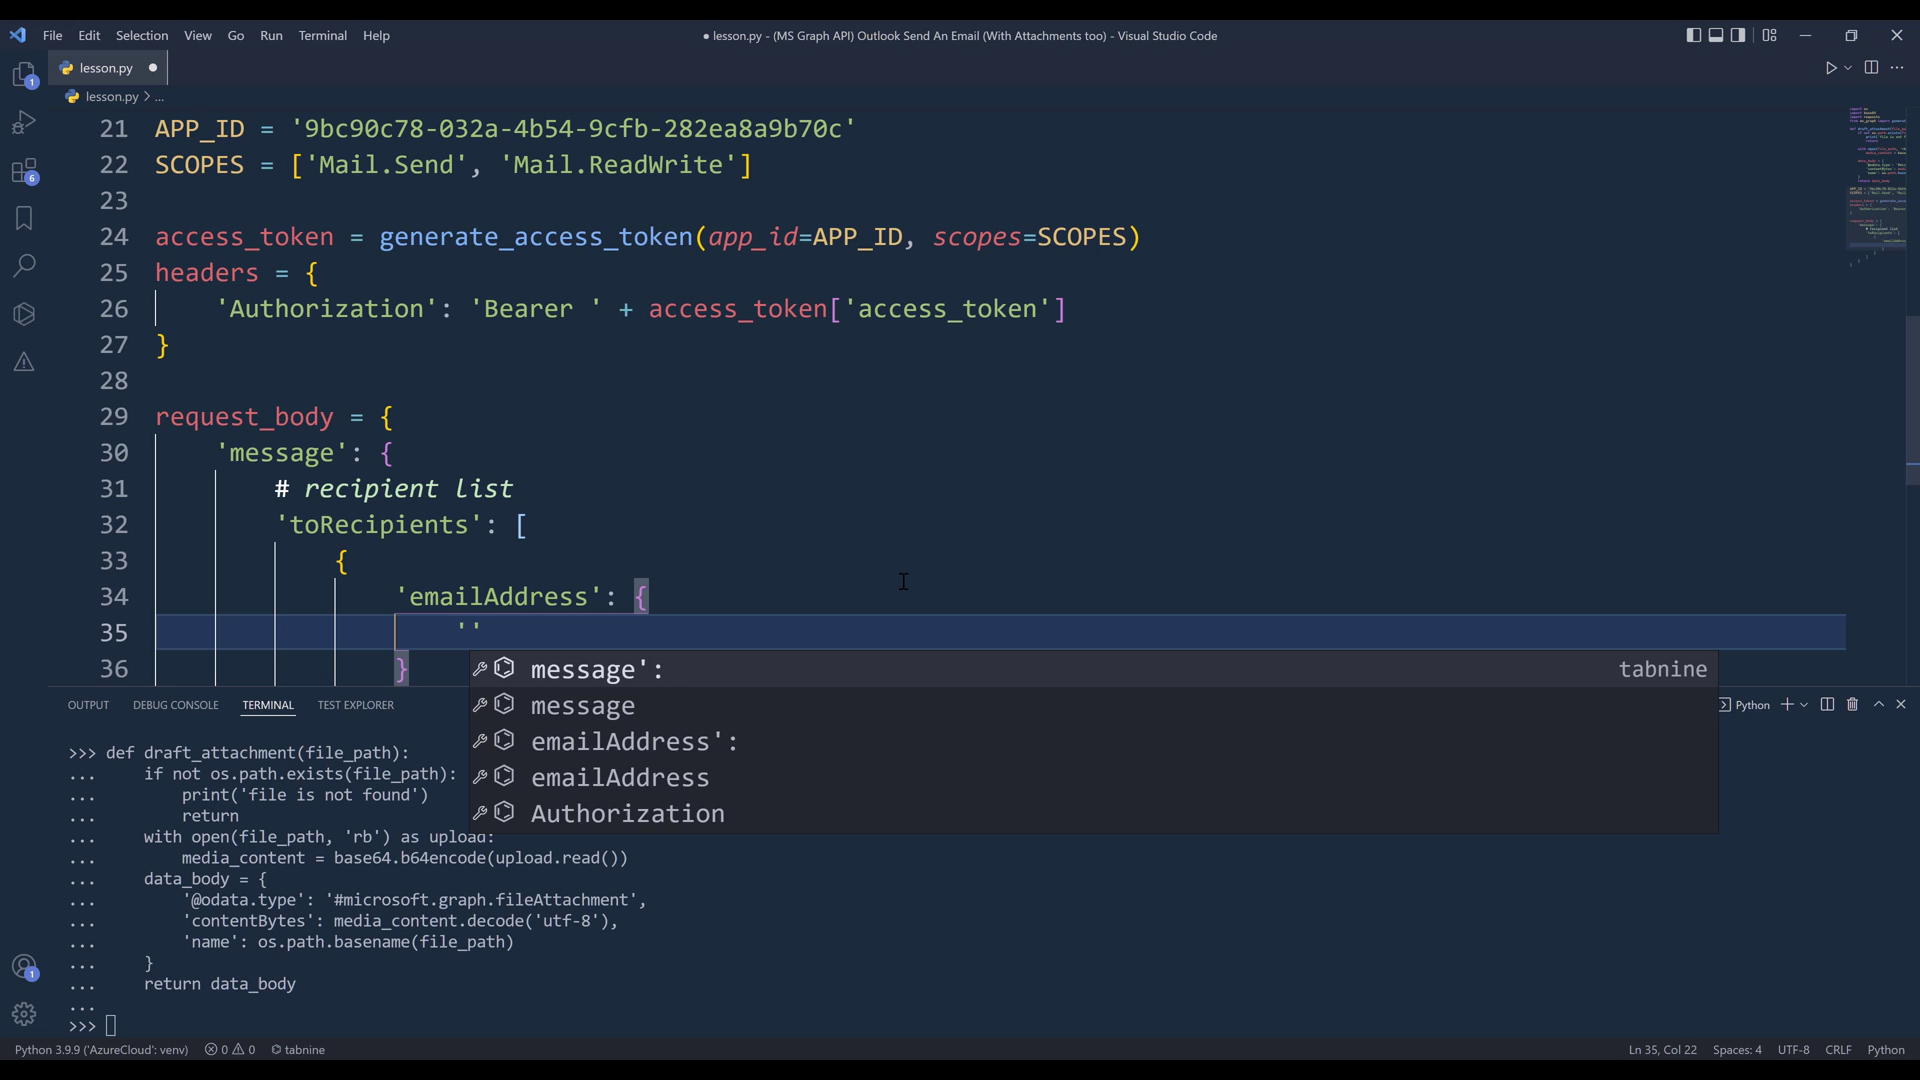 File Edit Selection View Go Run Terminal Help
● lesson.py - (MS Graph API) Outlook Send An Email (With Attachments too) - Visual Studio Code
lesson.py ●
lesson.py > ...
21 APP_ID = '9bc90c78-032a-4b54-9cfb-282ea8a9b70c'
22 SCOPES = ['Mail.Send', 'Mail.ReadWrite']
23
24 access_token = generate_access_token(app_id=APP_ID, scopes=SCOPES)
25 headers = {
26 'Authorization': 'Bearer ' + access_token['access_token']
27 }
28
29 request_body = {
30 'message': {
31 # recipient list
32 'toRecipients': [
33 {
34 'emailAddress': {
35 ''
36 }
message': tabnine
message
emailAddress':
emailAddress
Authorization
OUTPUT DEBUG CONSOLE TERMINAL TEST EXPLORER
Python
>>> def draft_attachment(file_path):
... if not os.path.exists(file_path):
... print('file is not found')
... return
... with open(file_path, 'rb') as upload:
... media_content = base64.b64encode(upload.read())
... data_body = {
... '@odata.type': '#microsoft.graph.fileAttachment',
... 'contentBytes': media_content.decode('utf-8'),
... 'name': os.path.basename(file_path)
... }
... return data_body
...
>>>
1
6
1
Python 3.9.9 ('AzureCloud': venv) 0 0 tabnine
Ln 35, Col 22 Spaces: 4 UTF-8 CRLF Python